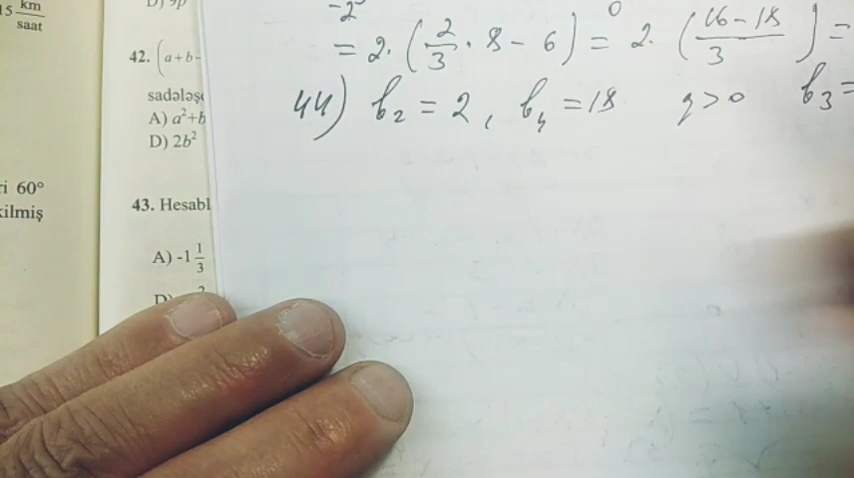 15 km/saat
42. (a+b-
sadələş
A) a²+b
D) 2b²
ri 60°
kilmiş
43. Hesabl
A) -1 1/3
-2 0
= 2·(2/3 · 8 - 6) = 2·((16-18)/3) =
44) b₂ = 2, b₄ = 18 q>0 b₃ =